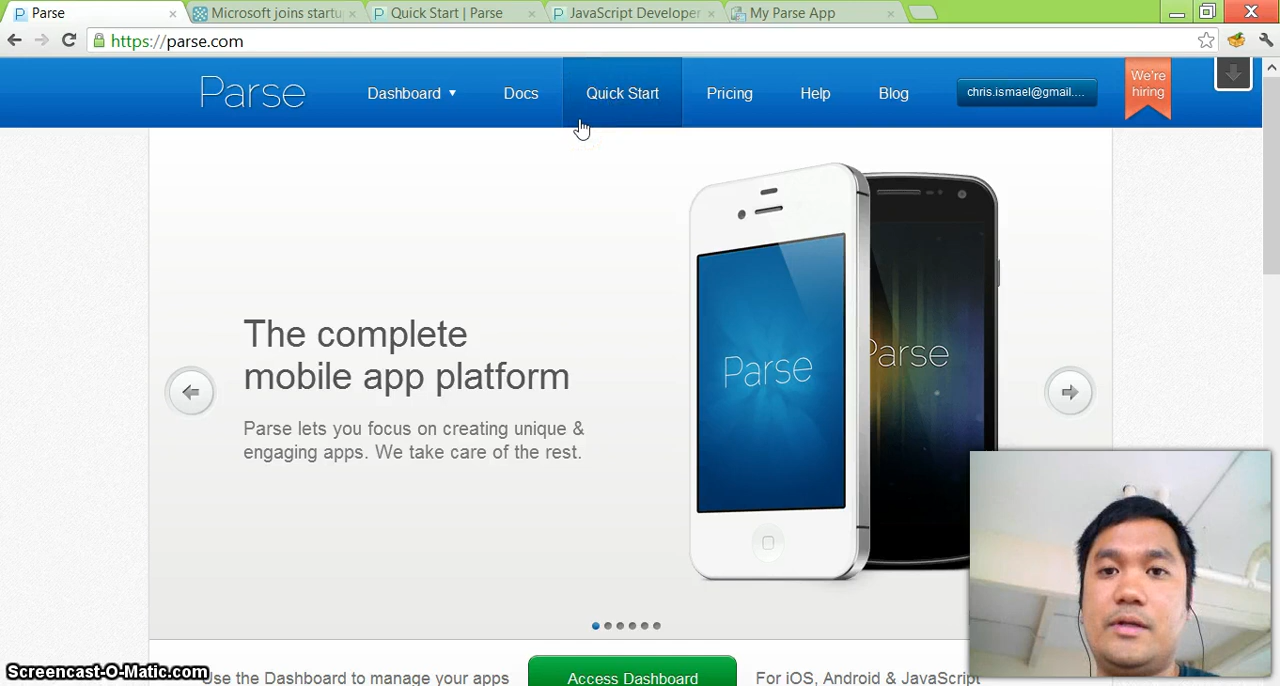 Parse
Microsoft joins startu
Quick Start | Parse
JavaScript Developer
My Parse App
https://parse.com
Parse
Dashboard
Docs
Quick Start
Pricing
Help
Blog
chris.ismael@gmail....
We're
hiring
The complete
mobile app platform
Parse lets you focus on creating unique &
engaging apps. We take care of the rest.
Parse
Parse
Use the Dashboard to manage your apps
Access Dashboard
For iOS, Android & JavaScript
Screencast-O-Matic.com